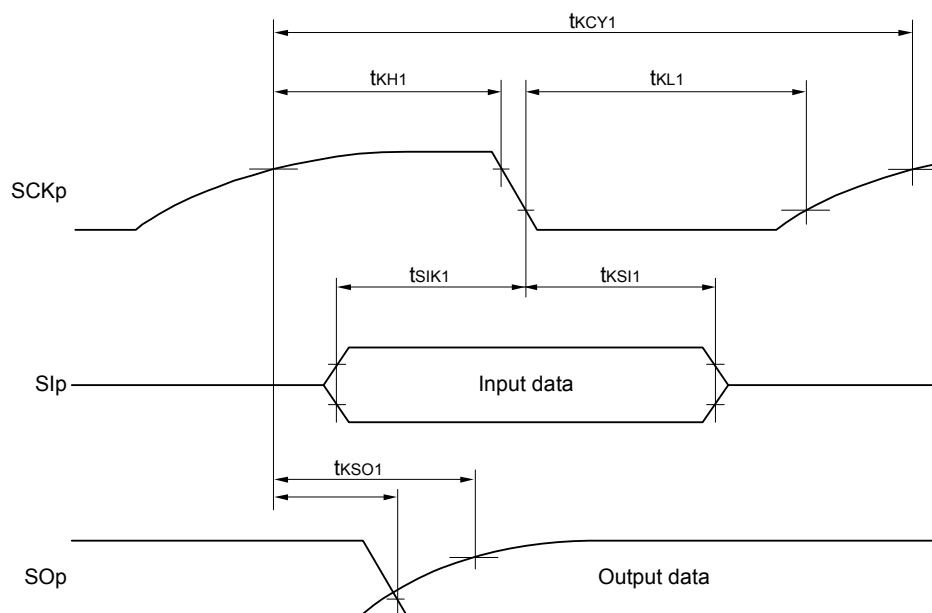 tKCY1
tKH1
tKL1
SCKp
tSIK1
tKSI1
SIp
Input data
tKSO1
SOp
Output data